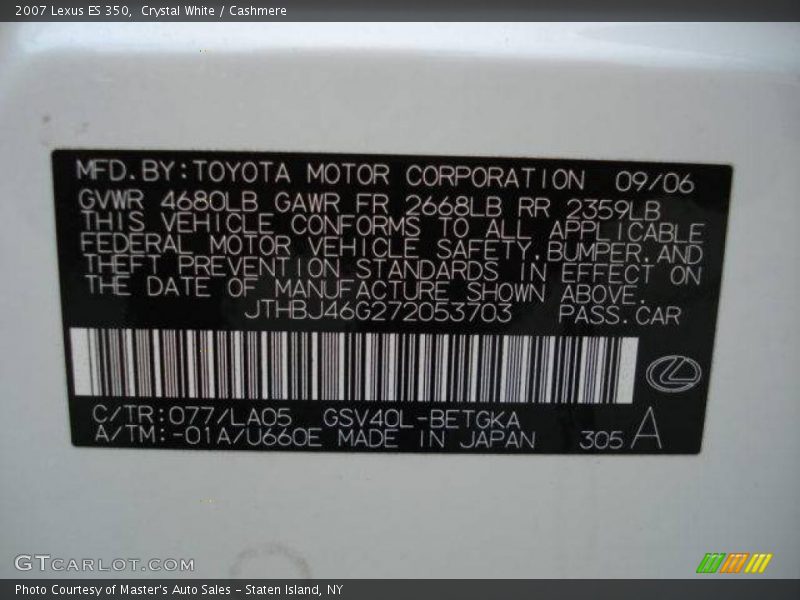 2007 Lexus ES 350,  Crystal White / Cashmere
MFD.BY:TOYOTA MOTOR CORPORATION 09/06
GVWR 4680LB GAWR FR 2668LB RR 2359LB
THIS VEHICLE CONFORMS TO ALL APPLICABLE
FEDERAL MOTOR VEHICLE SAFETY,BUMPER,AND
THEFT PREVENTION STANDARDS IN EFFECT ON
THE DATE OF MANUFACTURE SHOWN ABOVE.
JTHBJ46G272053703 PASS.CAR
C/TR:077/LA05 GSV40L-BETGKA
A/TM:-01A/U660E MADE IN JAPAN 305 A
GTCARLOT.COM
Photo Courtesy of Master's Auto Sales - Staten Island, NY